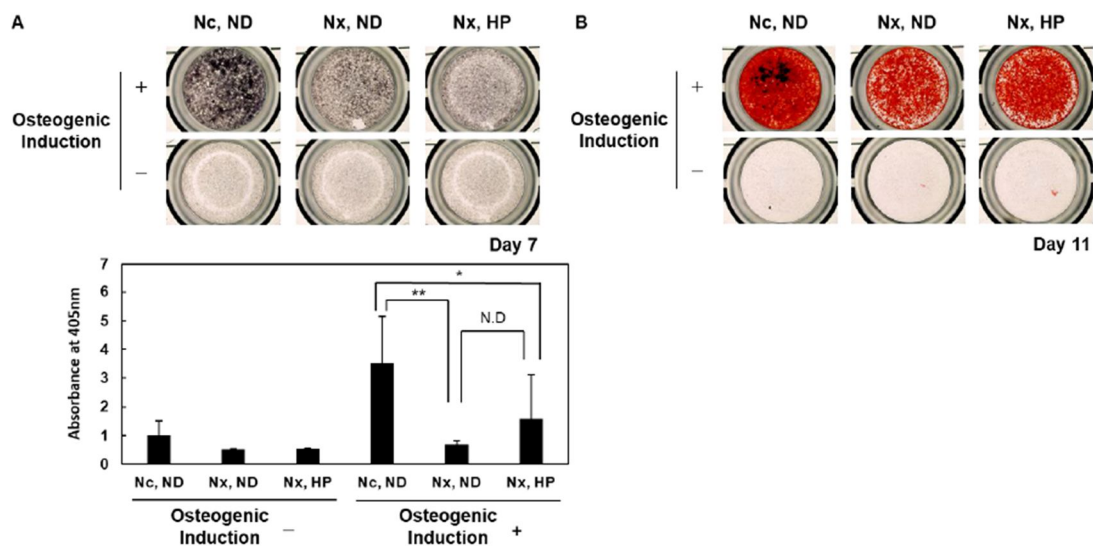 A
Nc, ND Nx, ND Nx, HP
+
Osteogenic
Induction
—
Day 7
7
6
5
4
3
2
1
0
Absorbance at 405nm
*
**
N.D
Nc, ND Nx, ND Nx, HP Nc, ND Nx, ND Nx, HP
Osteogenic
Induction —
Osteogenic
Induction +
B
Nc, ND Nx, ND Nx, HP
+
Osteogenic
Induction
—
Day 11